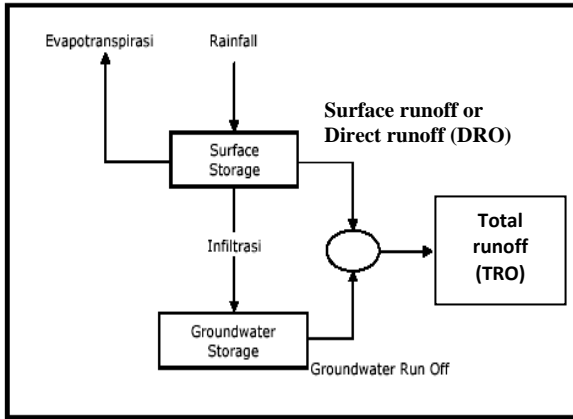 Evapotranspirasi
Rainfall
Surface runoff or
Direct runoff (DRO)
Surface
Storage
Total
runoff
(TRO)
Infiltrasi
Groundwater
Storage
Groundwater Run Off